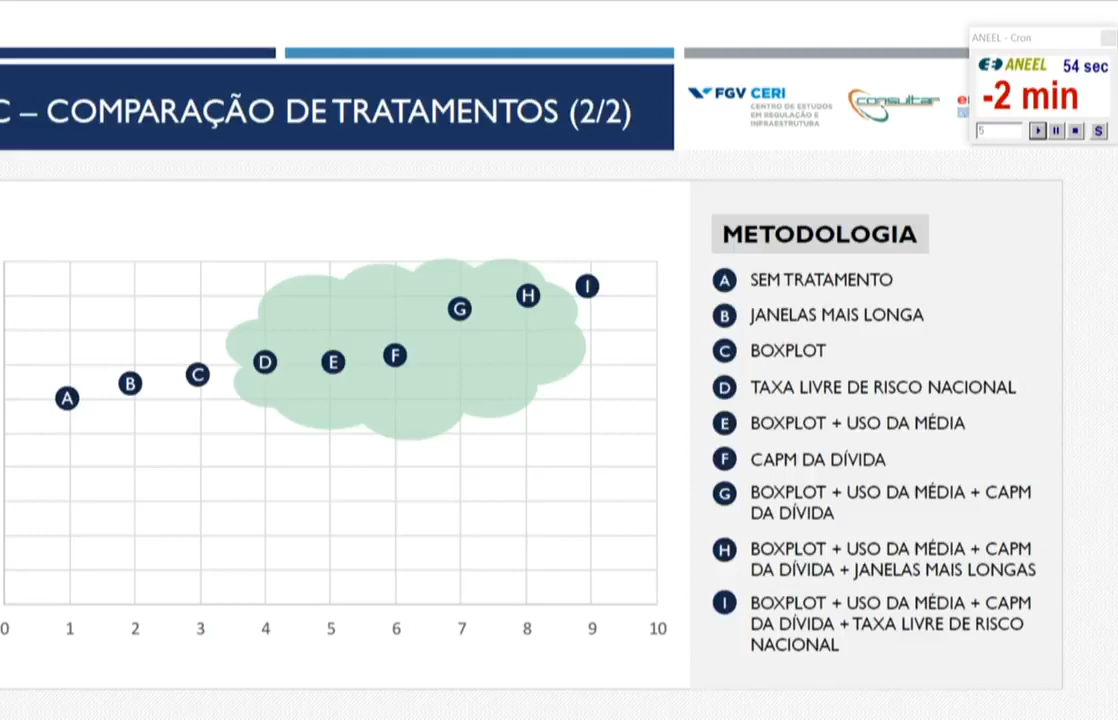 ANEEL - Cron
ANEEL 54 sec
-2 min
5
S
C – COMPARAÇÃO DE TRATAMENTOS (2/2)
FGV CERI
CENTRO DE ESTUDOS
EM REGULAÇÃO E
INFRAESTRUTURA
consultar
METODOLOGIA
A SEM TRATAMENTO
B JANELAS MAIS LONGA
C BOXPLOT
D TAXA LIVRE DE RISCO NACIONAL
E BOXPLOT + USO DA MÉDIA
F CAPM DA DÍVIDA
G BOXPLOT + USO DA MÉDIA + CAPM
DA DÍVIDA
H BOXPLOT + USO DA MÉDIA + CAPM
DA DÍVIDA + JANELAS MAIS LONGAS
I BOXPLOT + USO DA MÉDIA + CAPM
DA DÍVIDA + TAXA LIVRE DE RISCO
NACIONAL
A B C D E F G H I
0 1 2 3 4 5 6 7 8 9 10